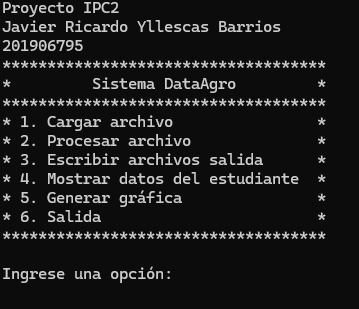 Proyecto IPC2
Javier Ricardo Yllescas Barrios
201906795
************************************
*         Sistema DataAgro         *
************************************
* 1. Cargar archivo                *
* 2. Procesar archivo              *
* 3. Escribir archivos salida      *
* 4. Mostrar datos del estudiante  *
* 5. Generar gráfica               *
* 6. Salida                        *
************************************
Ingrese una opción: